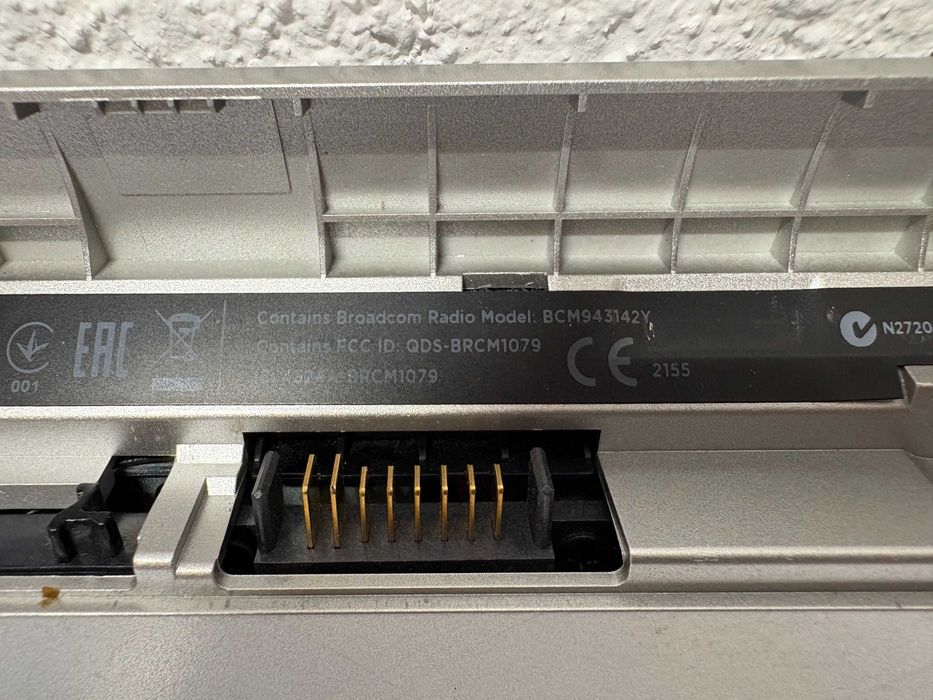 001
EAC
Contains Broadcom Radio Model: BCM943142Y
Contains FCC ID: QDS-BRCM1079
-BRCM1079
CE 2155
N2720